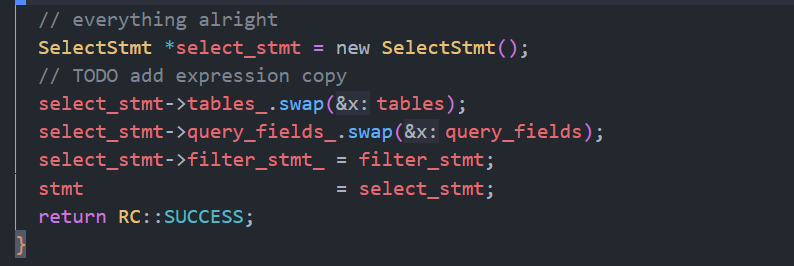 // everything alright
SelectStmt *select_stmt = new SelectStmt();
// TODO add expression copy
select_stmt->tables_.swap(&x: tables);
select_stmt->query_fields_.swap(&x: query_fields);
select_stmt->filter_stmt_ = filter_stmt;
stmt                      = select_stmt;
return RC::SUCCESS;
}